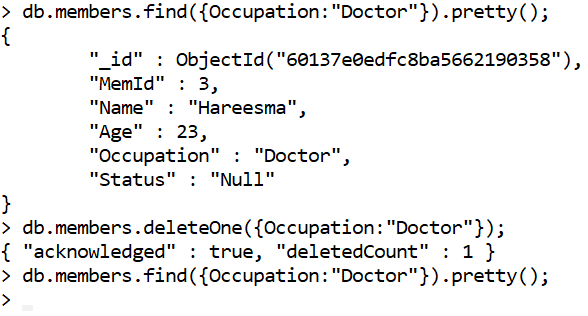 > db.members.find({Occupation:"Doctor"}).pretty();
{
        "_id" : ObjectId("60137e0edfc8ba5662190358"),
        "MemId" : 3,
        "Name" : "Hareesma",
        "Age" : 23,
        "Occupation" : "Doctor",
        "Status" : "Null"
}
> db.members.deleteOne({Occupation:"Doctor"});
{ "acknowledged" : true, "deletedCount" : 1 }
> db.members.find({Occupation:"Doctor"}).pretty();
>